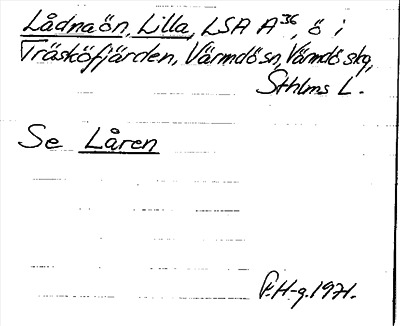 Lådnaön, Lilla, LSA A³⁶, ö i
Träsköfjärden, Värmdö sn, Värmdö skg,
Sthlms L.
Se Låren
P.H-g.1971.